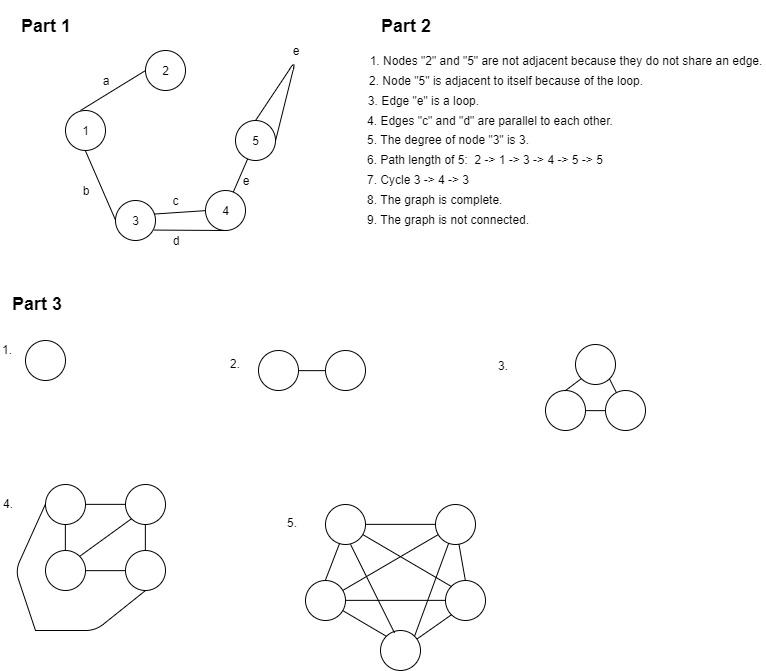 Part 1
Part 2
a
2
1
b
3
c
d
4
e
5
e
1. Nodes "2" and "5" are not adjacent because they do not share an edge.
2. Node "5" is adjacent to itself because of the loop.
3. Edge "e" is a loop.
4. Edges "c" and "d" are parallel to each other.
5. The degree of node "3" is 3.
6. Path length of 5: 2 -> 1 -> 3 -> 4 -> 5 -> 5
7. Cycle 3 -> 4 -> 3
8. The graph is complete.
9. The graph is not connected.
Part 3
1.
2.
3.
4.
5.